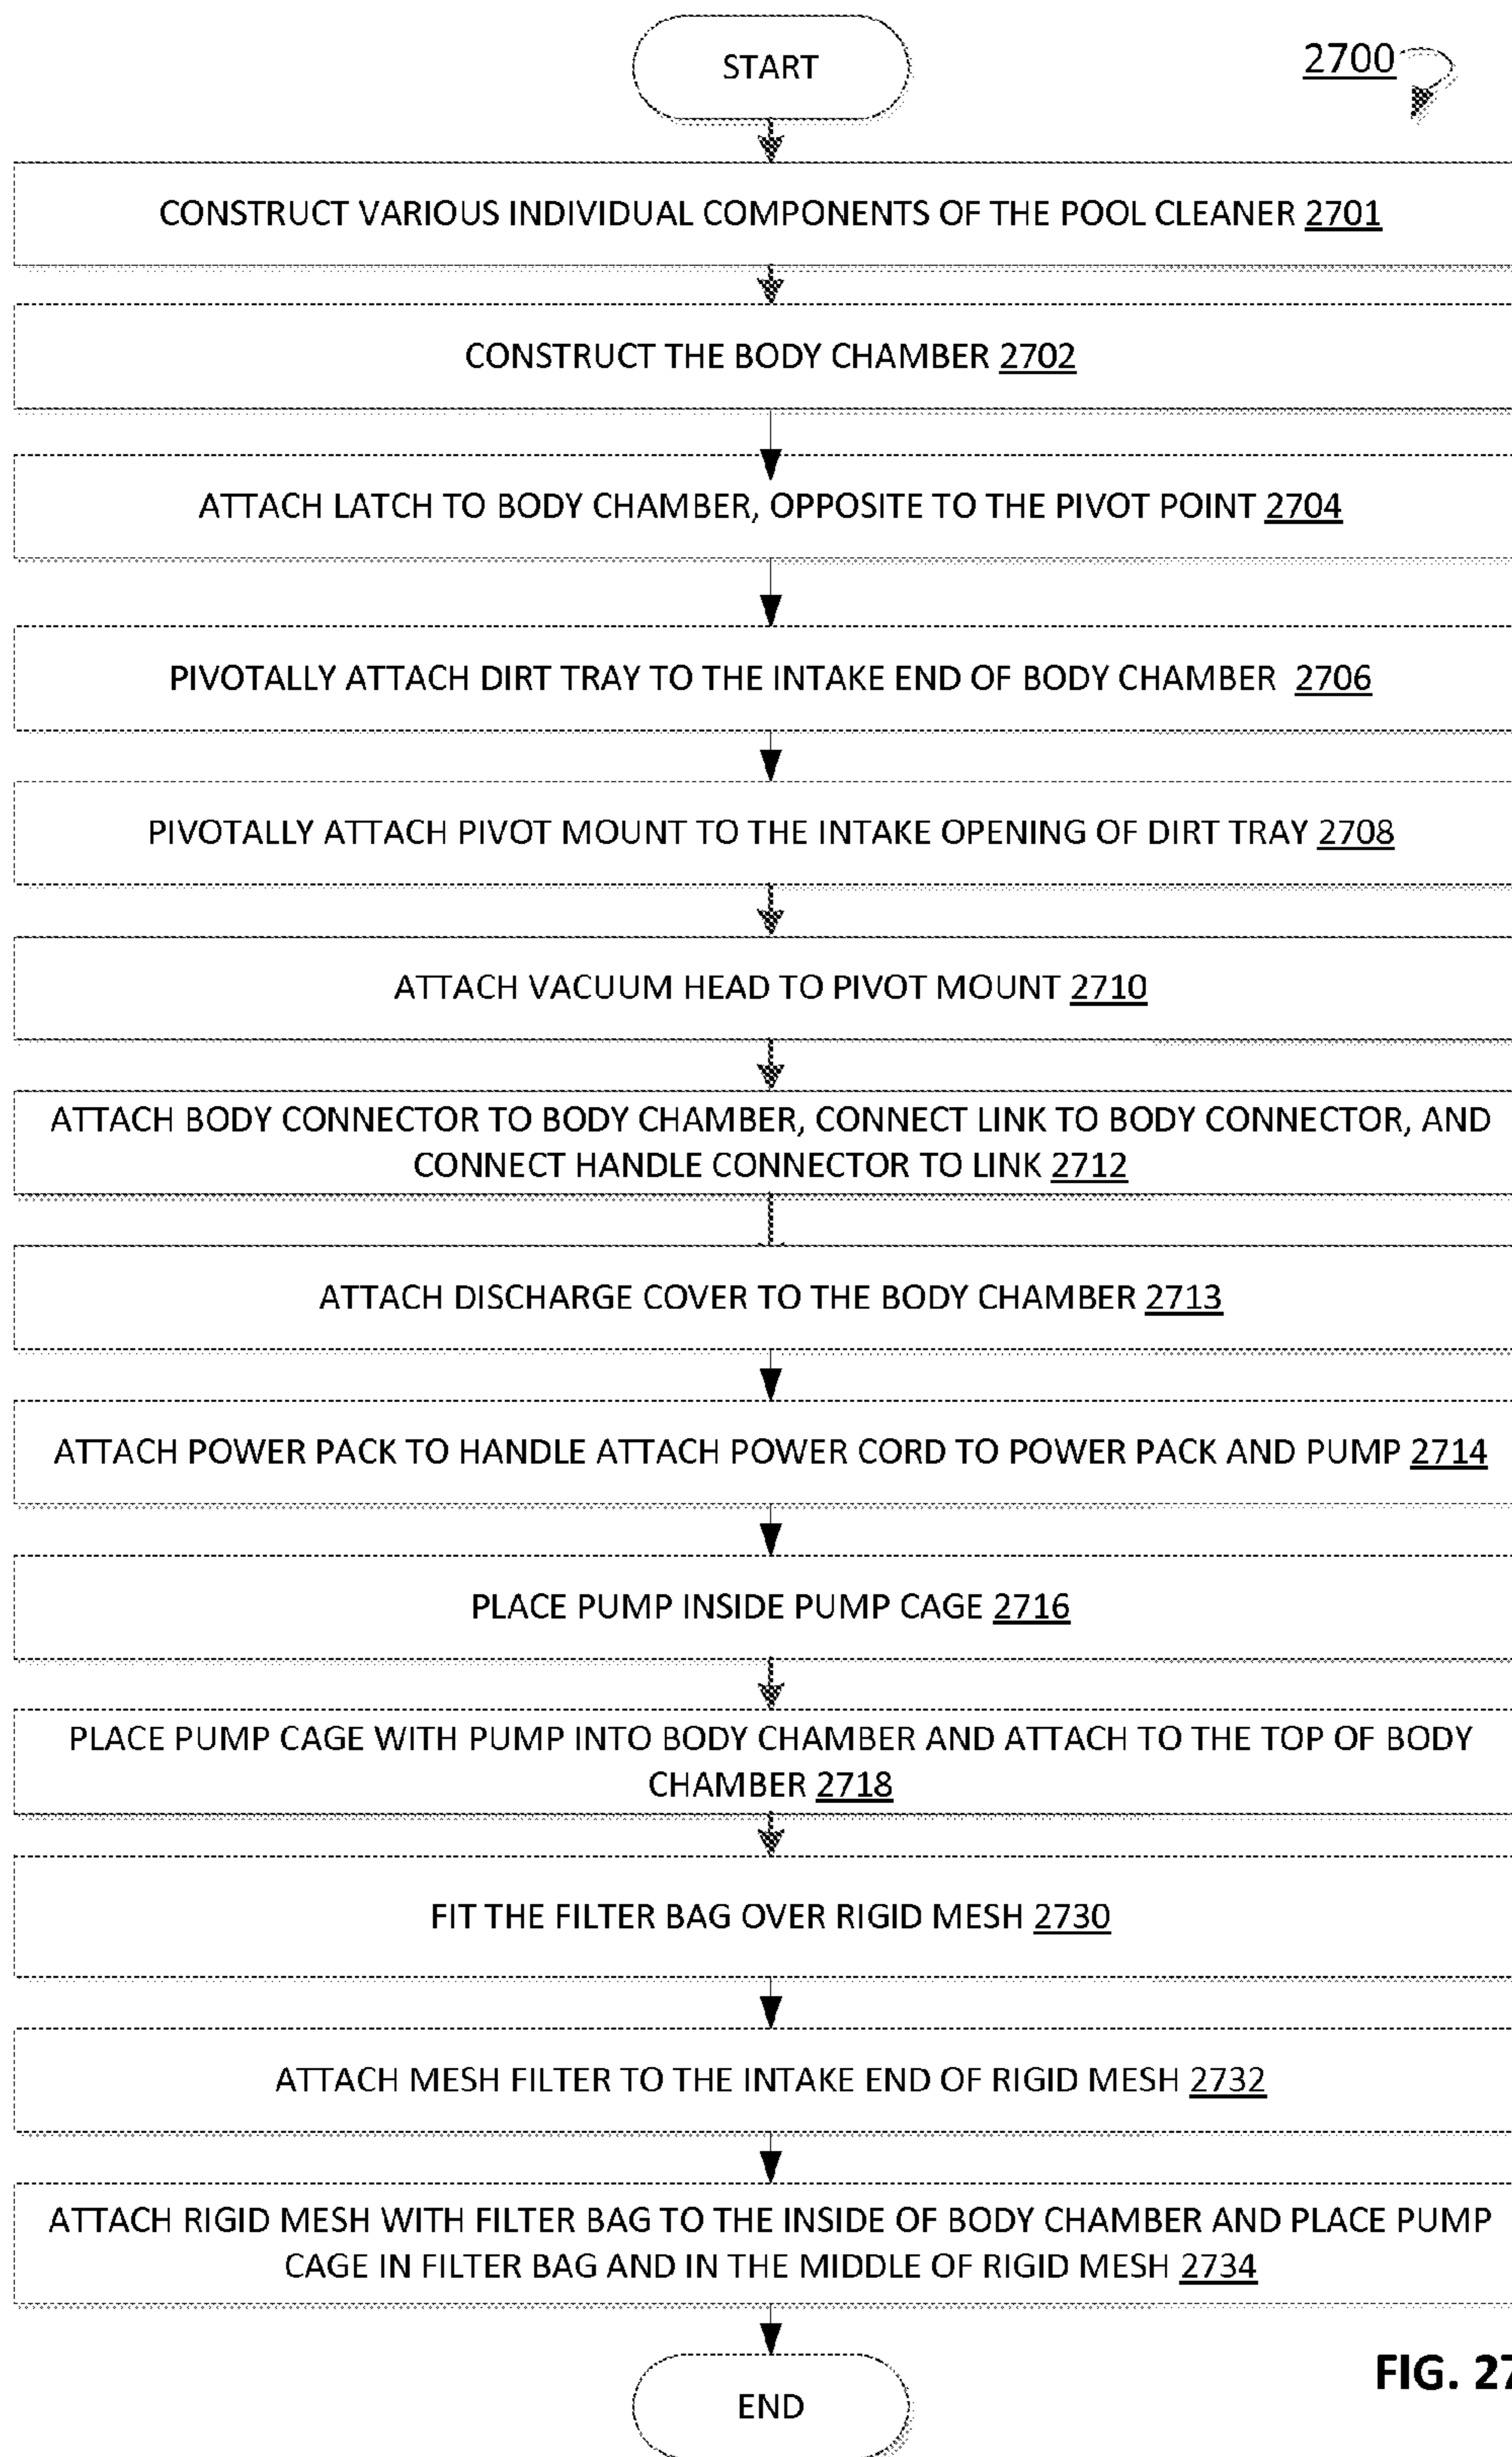 START
2700
CONSTRUCT VARIOUS INDIVIDUAL COMPONENTS OF THE POOL CLEANER 2701
CONSTRUCT THE BODY CHAMBER 2702
ATTACH LATCH TO BODY CHAMBER, OPPOSITE TO THE PIVOT POINT 2704
PIVOTALLY ATTACH DIRT TRAY TO THE INTAKE END OF BODY CHAMBER 2706
PIVOTALLY ATTACH PIVOT MOUNT TO THE INTAKE OPENING OF DIRT TRAY 2708
ATTACH VACUUM HEAD TO PIVOT MOUNT 2710
ATTACH BODY CONNECTOR TO BODY CHAMBER, CONNECT LINK TO BODY CONNECTOR, AND
CONNECT HANDLE CONNECTOR TO LINK 2712
ATTACH DISCHARGE COVER TO THE BODY CHAMBER 2713
ATTACH POWER PACK TO HANDLE ATTACH POWER CORD TO POWER PACK AND PUMP 2714
PLACE PUMP INSIDE PUMP CAGE 2716
PLACE PUMP CAGE WITH PUMP INTO BODY CHAMBER AND ATTACH TO THE TOP OF BODY
CHAMBER 2718
FIT THE FILTER BAG OVER RIGID MESH 2730
ATTACH MESH FILTER TO THE INTAKE END OF RIGID MESH 2732
ATTACH RIGID MESH WITH FILTER BAG TO THE INSIDE OF BODY CHAMBER AND PLACE PUMP
CAGE IN FILTER BAG AND IN THE MIDDLE OF RIGID MESH 2734
FIG. 27
END